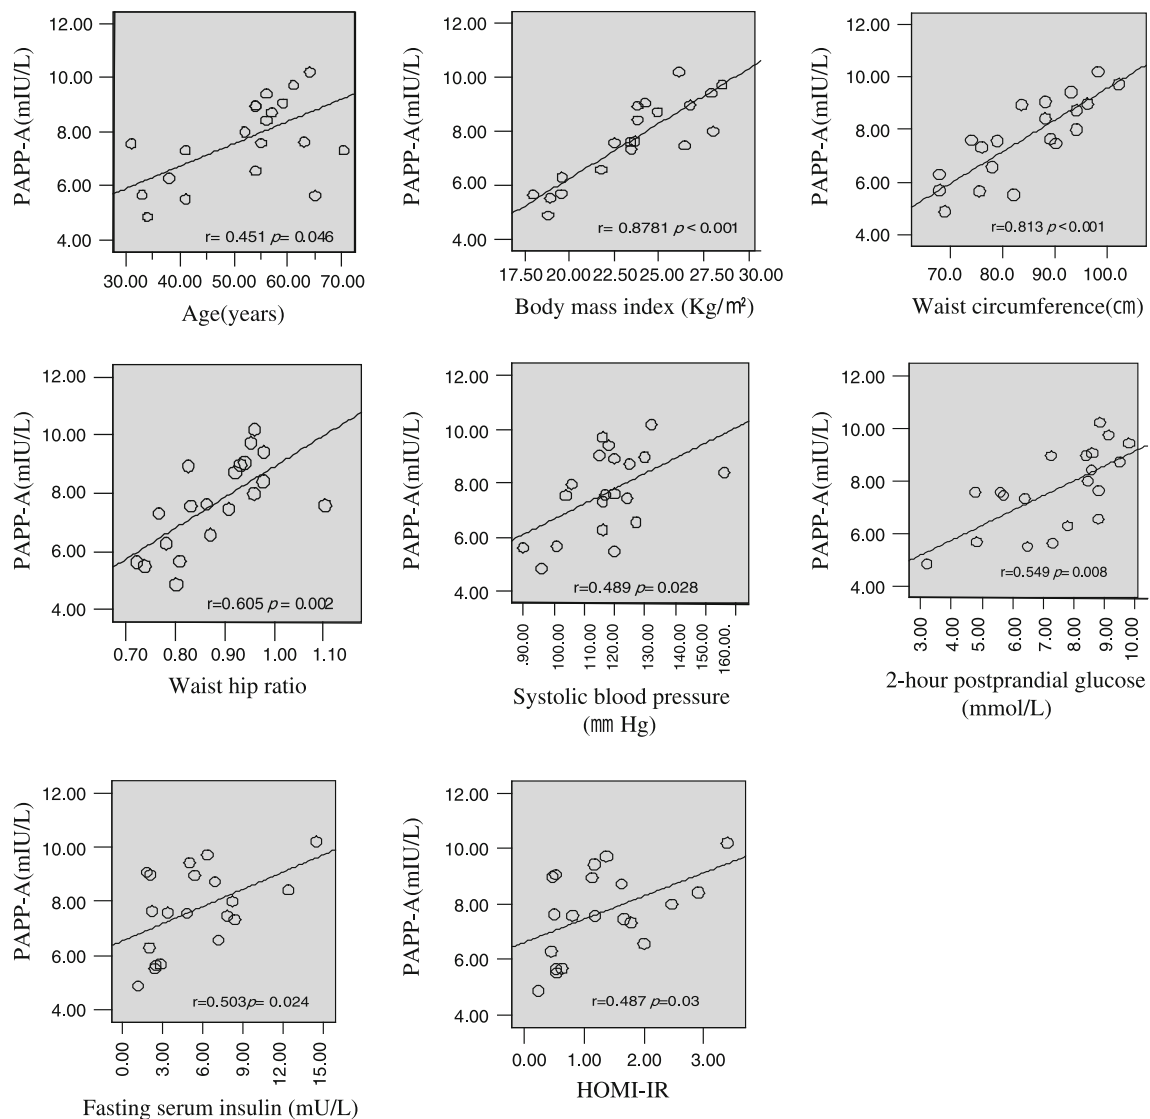 12.00
10.00
8.00
6.00
4.00
PAPP-A(mIU/L)
r= 0.451 p= 0.046
30.00 40.00 50.00 60.00 70.00
Age(years)
12.00
10.00
8.00
6.00
4.00
PAPP-A(mIU/L)
r= 0.8781 p<0.001
17.50 20.00 22.50 25.00 27.50 30.00
Body mass index (Kg/m²)
12.00
10.00
8.00
6.00
4.00
PAPP-A(mIU/L)
r=0.813 p<0.001
70.0 80.0 90.0 100.0
Waist circumference(cm)
12.00
10.00
8.00
6.00
4.00
PAPP-A(mIU/L)
r=0.605 p= 0.002
0.70 0.80 0.90 1.00 1.10
Waist hip ratio
12.00
10.00
8.00
6.00
4.00
PAPP-A(mIU/L)
r=0.489 p= 0.028
.90.00 100.00 110.00 120.00 130.00 150.00 160.00.
Systolic blood pressure
(mm Hg)
12.00
10.00
8.00
6.00
4.00
PAPP-A(mIU/L)
r=0.549 p= 0.008
3.00 4.00 5.00 6.00 7.00 8.00 9.00 10.00
2-hour postprandial glucose
(mmol/L)
12.00
10.00
8.00
6.00
4.00
PAPP-A(mIU/L)
r=0.503p= 0.024
0.00 3.00 6.00 9.00 12.00 15.00
Fasting serum insulin (mU/L)
12.00
10.00
8.00
6.00
4.00
PAPP-A(mIU/L)
r=0.487 p=0.03
0.00 1.00 2.00 3.00
HOMI-IR